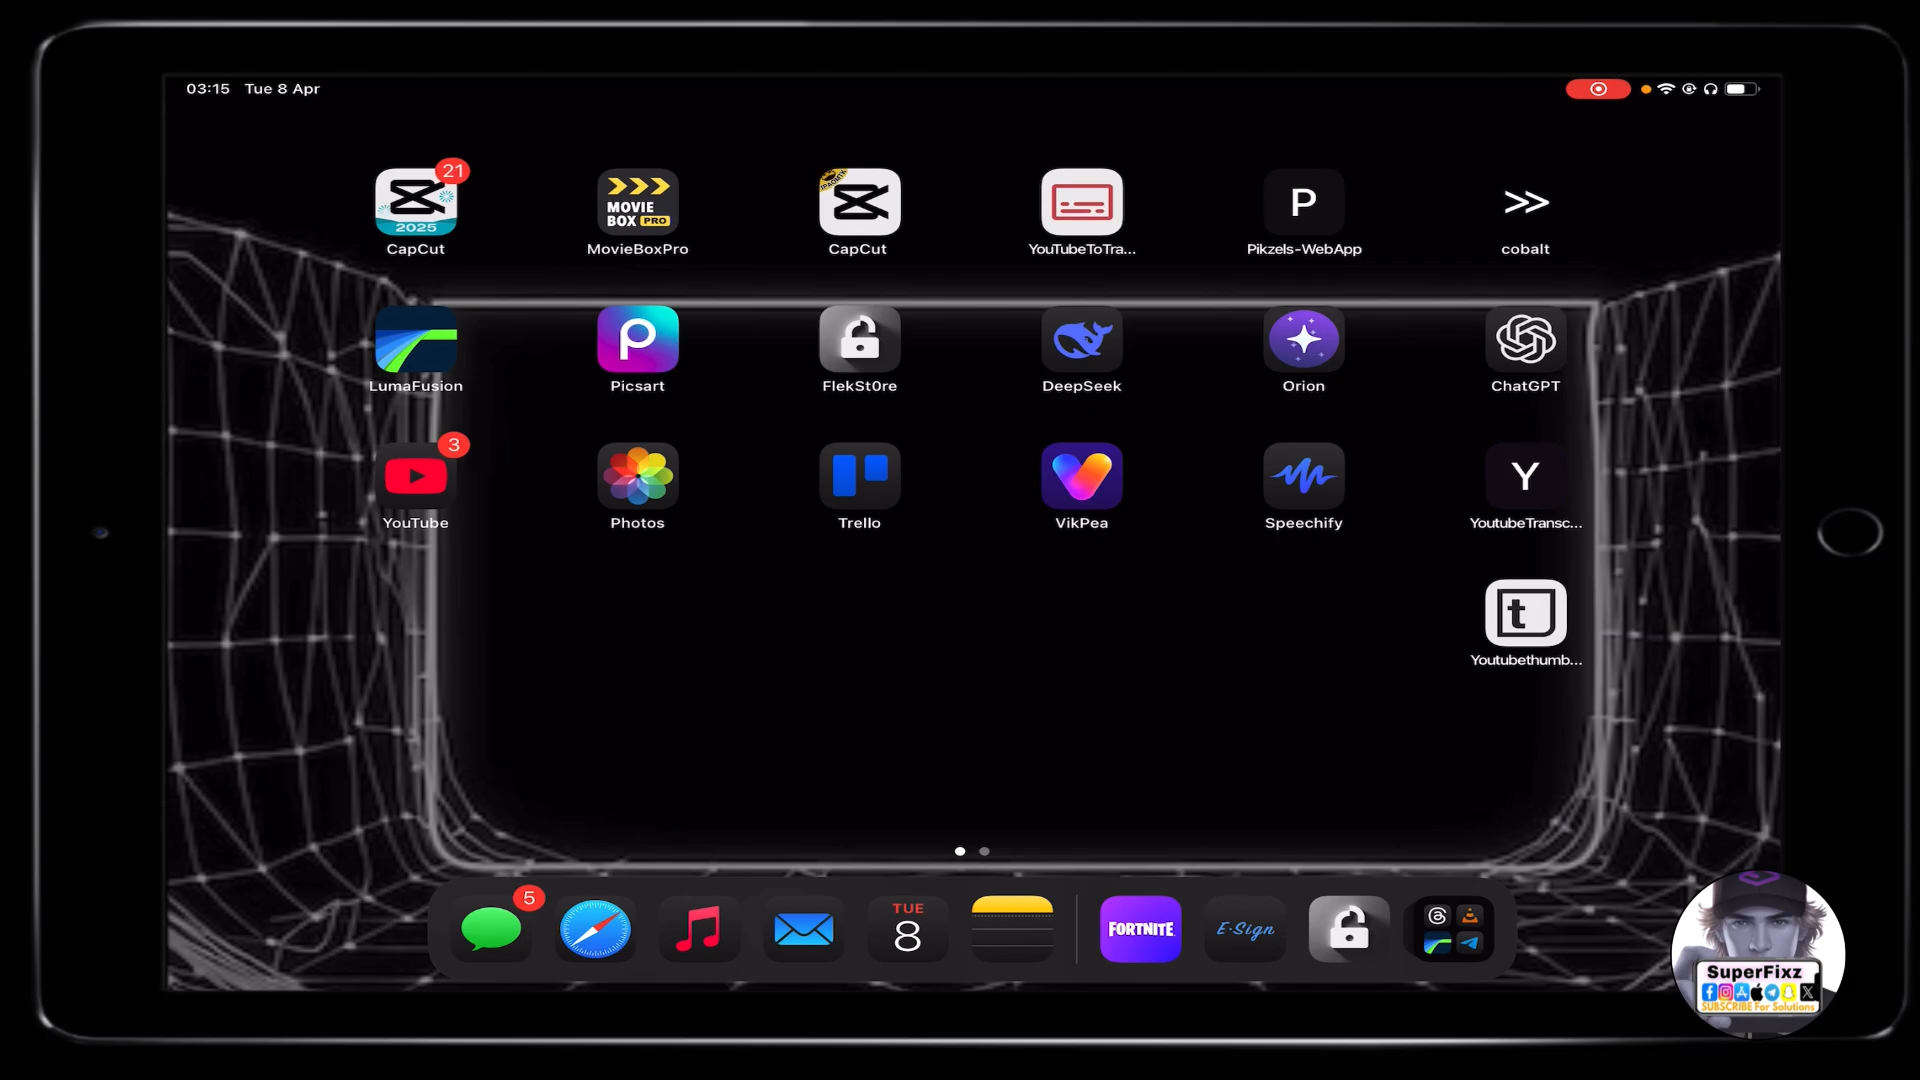 03:15 Tue 8 Apr
21
2025
CapCut
MOVIE
BOX PRO
MovieBoxPro
CapCut
YouTubeToTra...
P
Pikzels-WebApp
cobalt
LumaFusion
Picsart
FlekSt0re
DeepSeek
Orion
ChatGPT
3
YouTube
Photos
Trello
VikPea
Speechify
Y
YoutubeTransc...
t
Youtubethumb...
5
TUE
8
FORTNITE
E-Sign
SuperFixz
SUBSCRIBE For Solutions